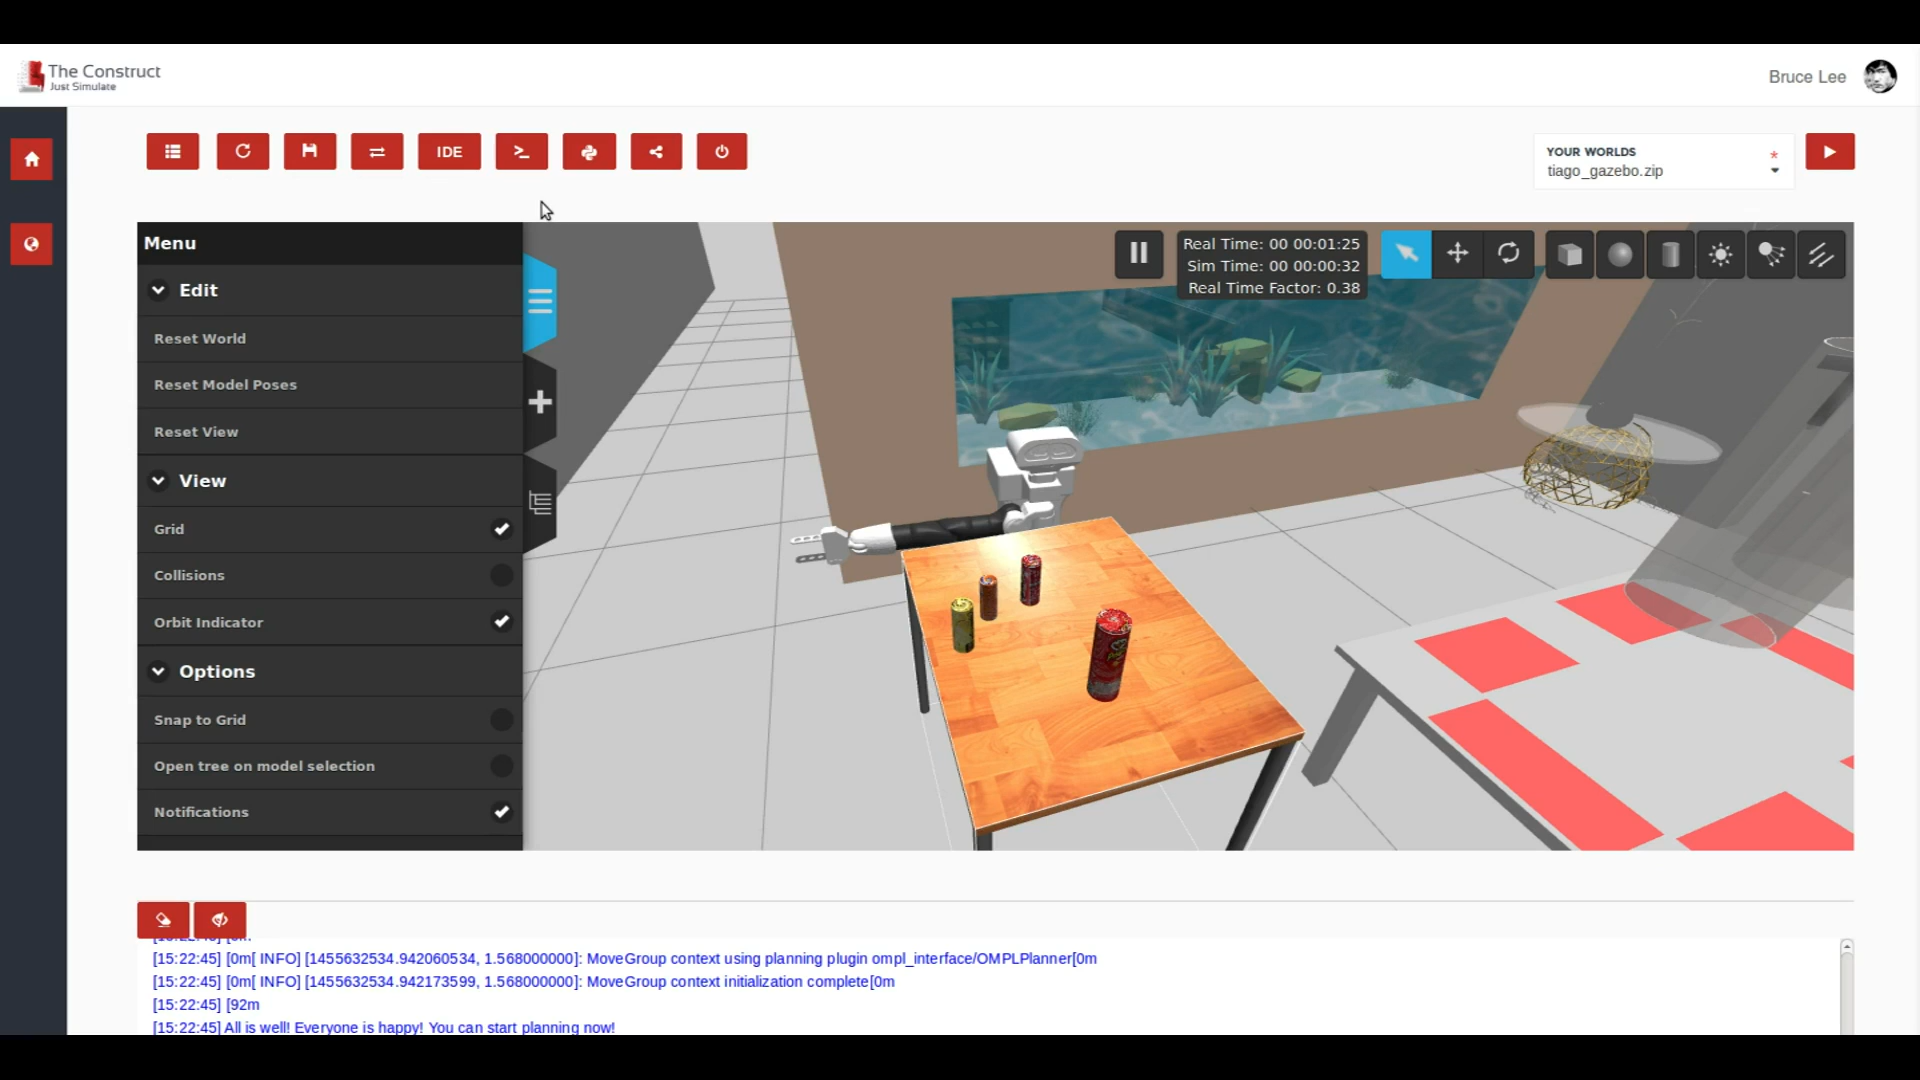 The Construct
Just Simulate
Bruce Lee
IDE
YOUR WORLDS
*
tiago_gazebo.zip
Menu
Edit
Reset World
Reset Model Poses
Reset View
View
Grid
Collisions
Orbit Indicator
Options
Snap to Grid
Open tree on model selection
Notifications
Real Time: 00 00:01:25
Sim Time: 00 00:00:32
Real Time Factor: 0.38
[15:22:45] [0m[ INFO] [1455632534.942060534, 1.568000000]: MoveGroup context using planning plugin ompl_interface/OMPLPlanner[0m
[15:22:45] [0m[ INFO] [1455632534.942173599, 1.568000000]: MoveGroup context initialization complete[0m
[15:22:45] [92m
[15:22:45] All is well! Everyone is happy! You can start planning now!